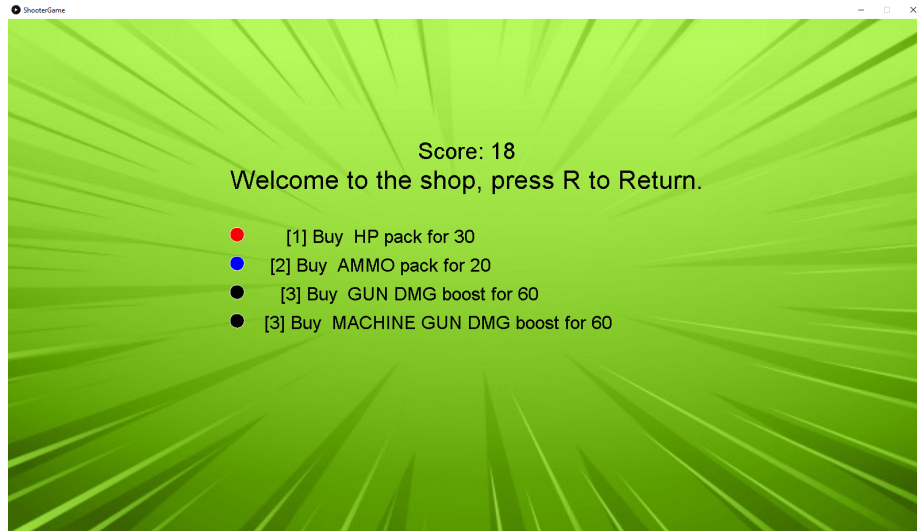 ShooterGame
Score: 18
Welcome to the shop, press R to Return.
[1] Buy  HP pack for 30
[2] Buy  AMMO pack for 20
[3] Buy  GUN DMG boost for 60
[3] Buy  MACHINE GUN DMG boost for 60